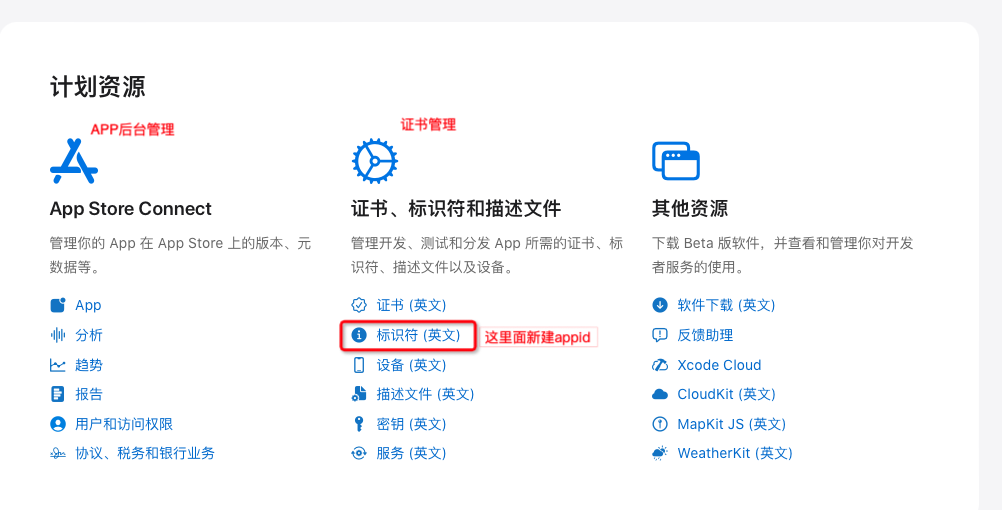 计划资源
APP后台管理
App Store Connect
管理你的 App 在 App Store 上的版本、元
数据等。
App
分析
趋势
报告
用户和访问权限
协议、税务和银行业务
证书管理
证书、标识符和描述文件
管理开发、测试和分发 App 所需的证书、标
识符、描述文件以及设备。
证书 (英文)
标识符 (英文)
这里面新建appid
设备 (英文)
描述文件 (英文)
密钥 (英文)
服务 (英文)
其他资源
下载 Beta 版软件，并查看和管理你对开发
者服务的使用。
软件下载 (英文)
反馈助理
Xcode Cloud
CloudKit (英文)
MapKit JS (英文)
WeatherKit (英文)